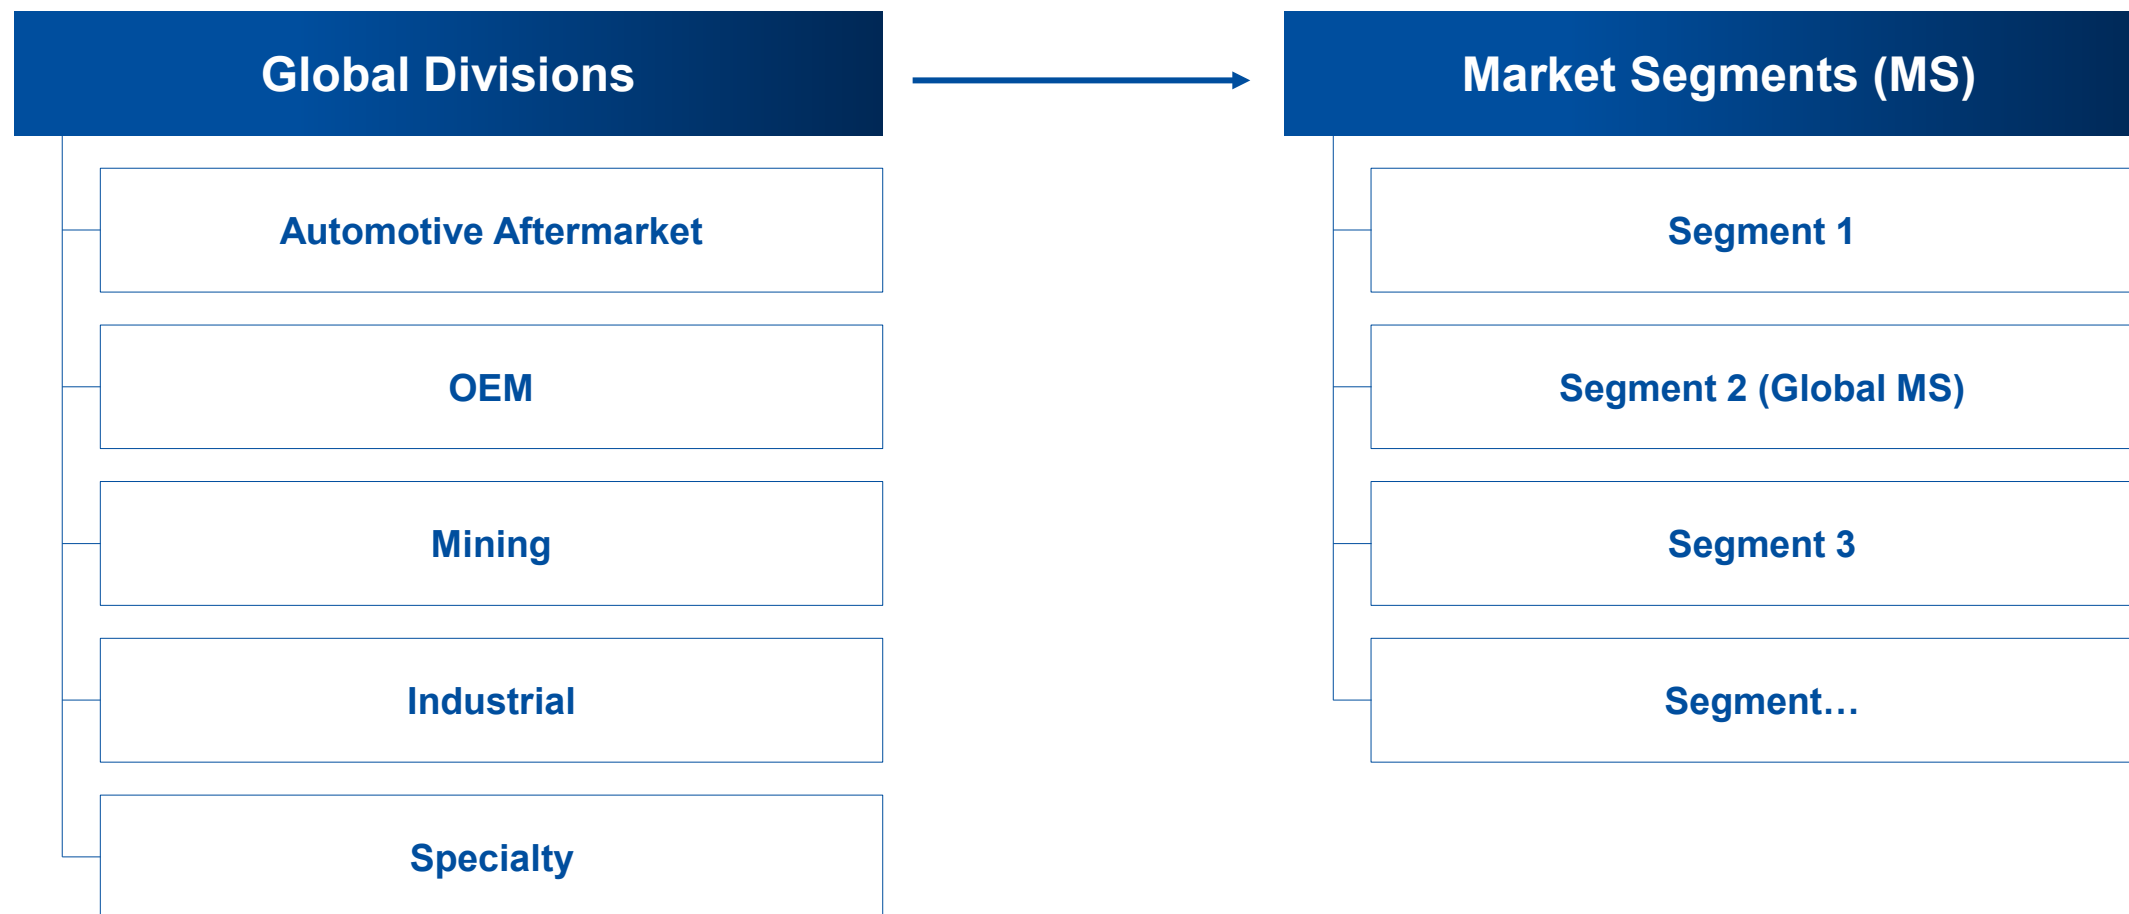 Global Divisions
Automotive Aftermarket
OEM
Mining
Industrial
Specialty
Market Segments (MS)
Segment 1
Segment 2 (Global MS)
Segment 3
Segment…